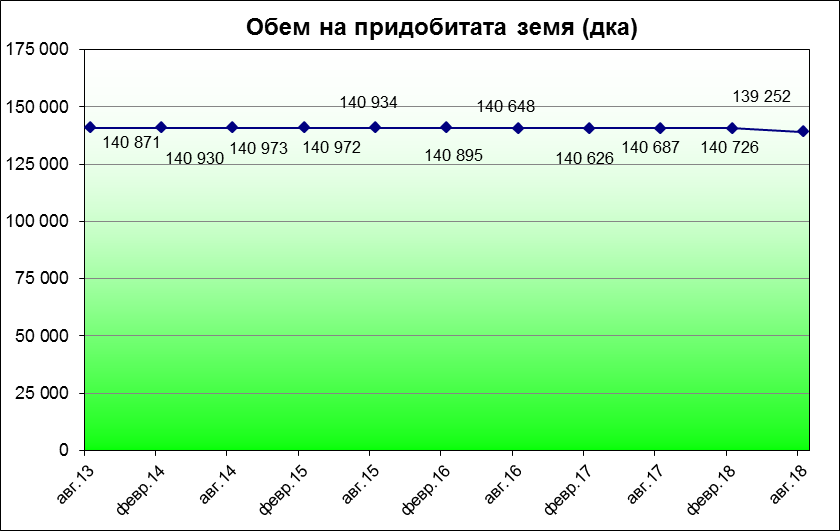 Обем на придобитата земя (дка)
175 000
150 000
125 000
100 000
75 000
50 000
25 000
0
140 871
140 930
140 973
140 972
140 934
140 895
140 648
140 626
140 687
140 726
139 252
авг.13
февр.14
авг.14
февр.15
авг.15
февр.16
авг.16
февр.17
авг.17
февр.18
авг.18